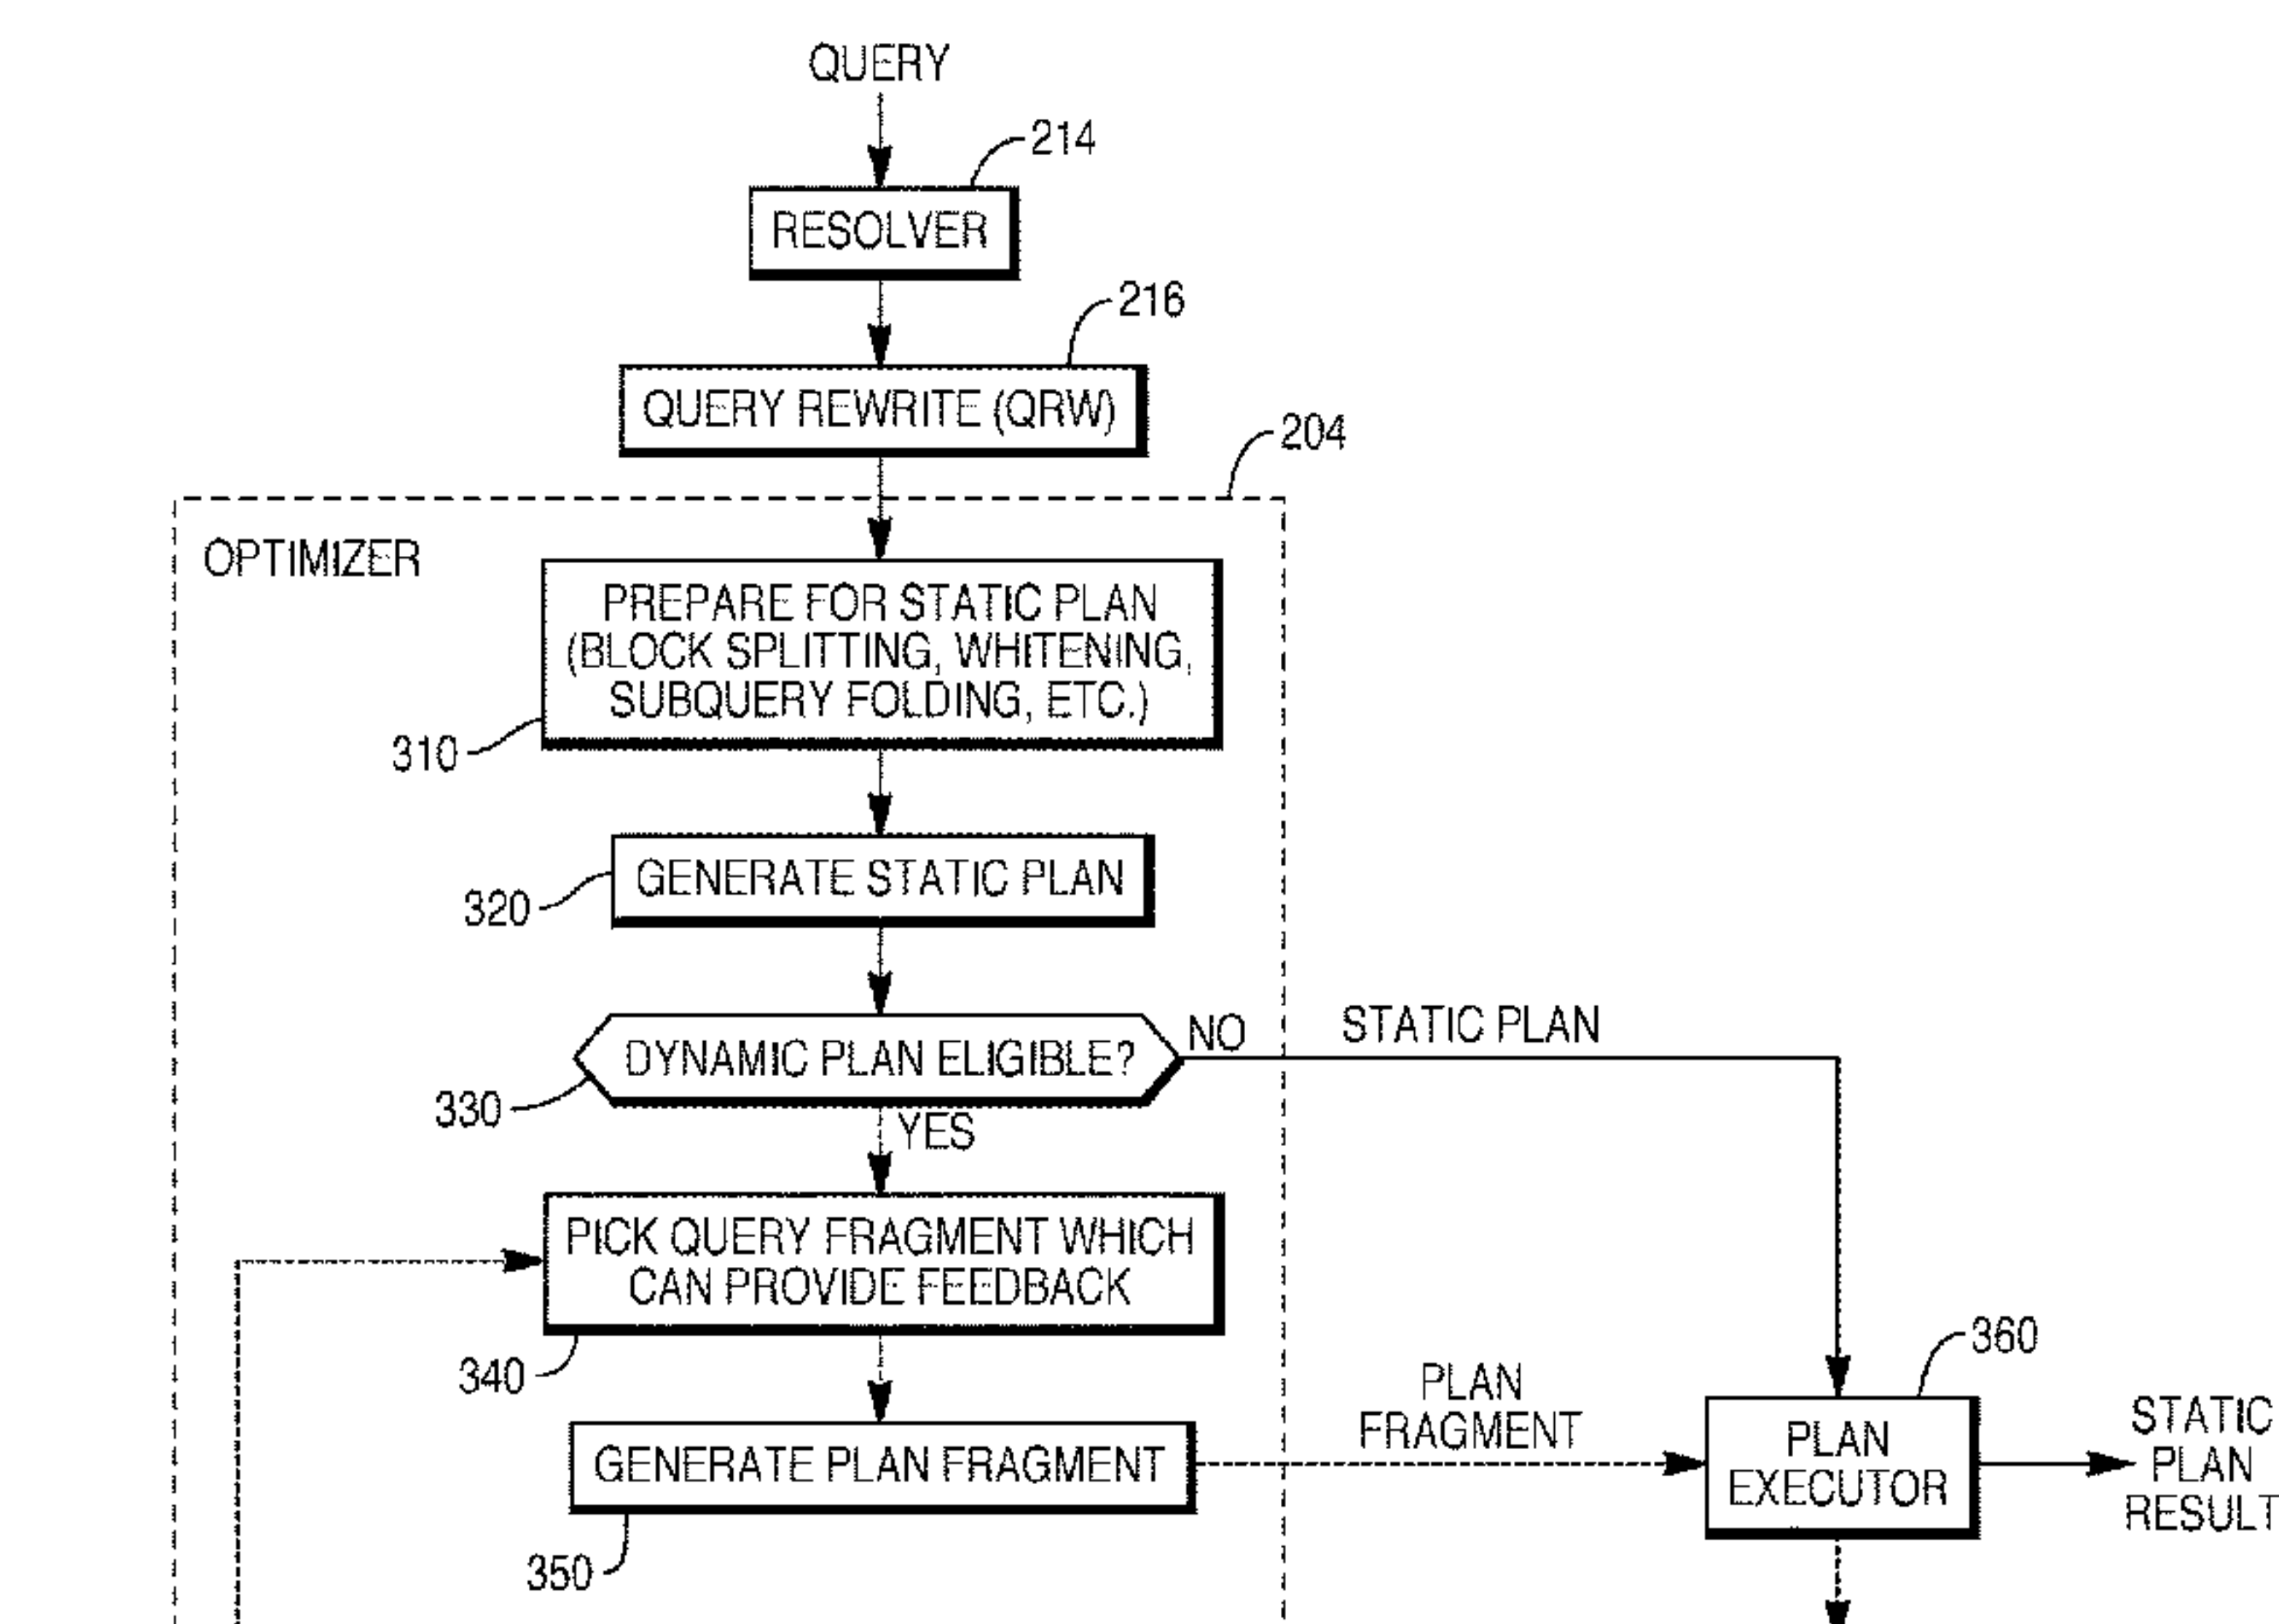 QUERY
214
RESOLVER
216
QUERY REWRITE (QRW)
204
OPTIMIZER
PREPARE FOR STATIC PLAN
(BLOCK SPLITTING, WHITENING,
SUBQUERY FOLDING, ETC.)
310
GENERATE STATIC PLAN
320
DYNAMIC PLAN ELIGIBLE?
NO
STATIC PLAN
330
YES
PICK QUERY FRAGMENT WHICH
CAN PROVIDE FEEDBACK
340
GENERATE PLAN FRAGMENT
350
PLAN
FRAGMENT
360
PLAN
EXECUTOR
STATIC
PLAN
RESULT